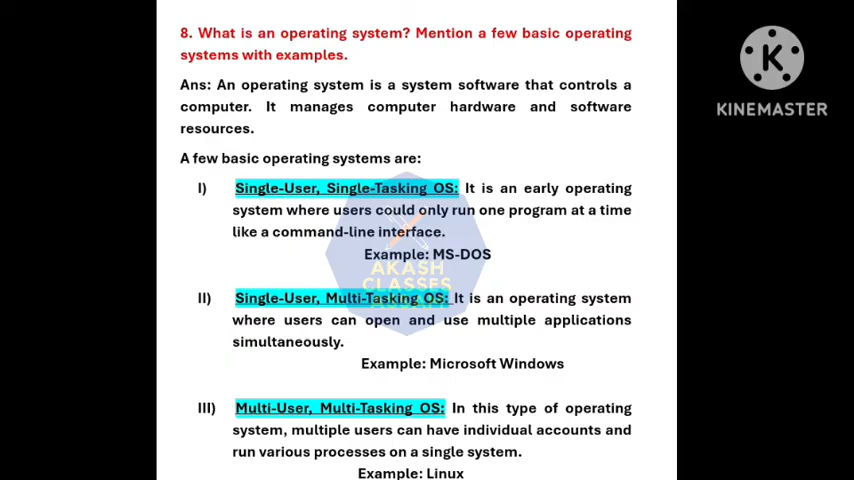 8. What is an operating system? Mention a few basic operating
systems with examples.
Ans: An operating system is a system software that controls a
computer. It manages computer hardware and software
resources.
A few basic operating systems are:
I) Single-User, Single-Tasking OS: It is an early operating
system where users could only run one program at a time
like a command-line interface.
Example: MS-DOS
II) Single-User, Multi-Tasking OS: It is an operating system
where users can open and use multiple applications
simultaneously.
Example: Microsoft Windows
III) Multi-User, Multi-Tasking OS: In this type of operating
system, multiple users can have individual accounts and
run various processes on a single system.
Example: Linux
AKASH
CLASSES
K
KINEMASTER